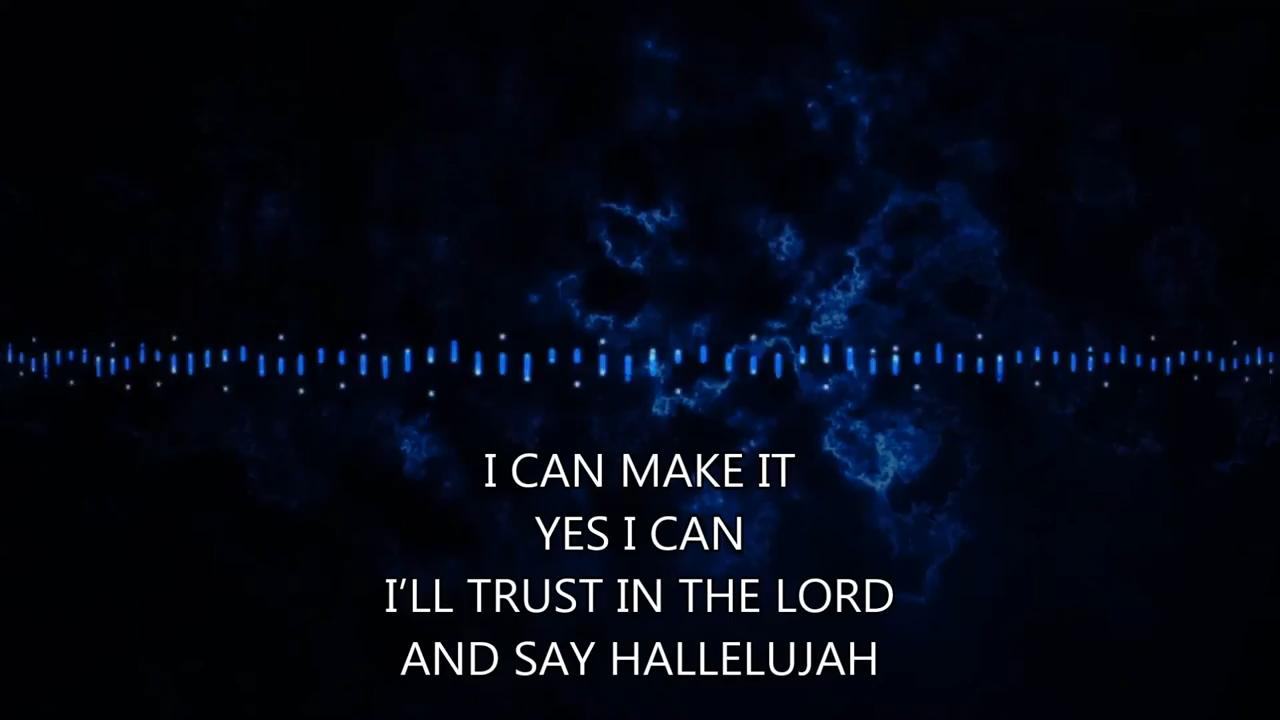 I CAN MAKE IT
YES I CAN
I’LL TRUST IN THE LORD
AND SAY HALLELUJAH